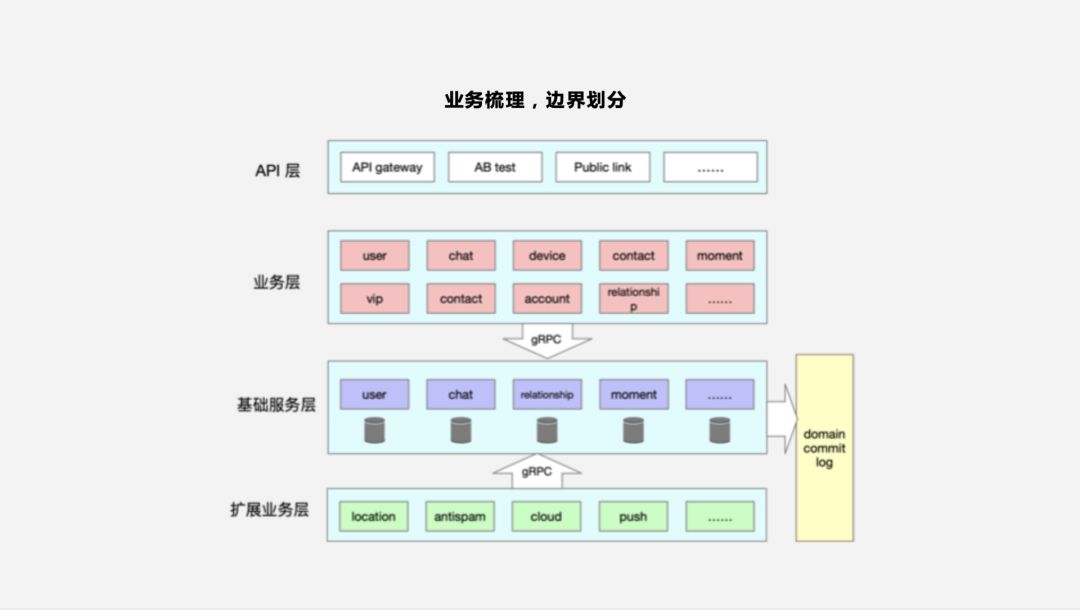 业务梳理，边界划分
API 层
API gateway
AB test
Public link
......
业务层
user
chat
device
contact
moment
vip
contact
account
relationshi
p
......
gRPC
基础服务层
user
chat
relationship
moment
......
domain
commit
log
gRPC
扩展业务层
location
antispam
cloud
push
......